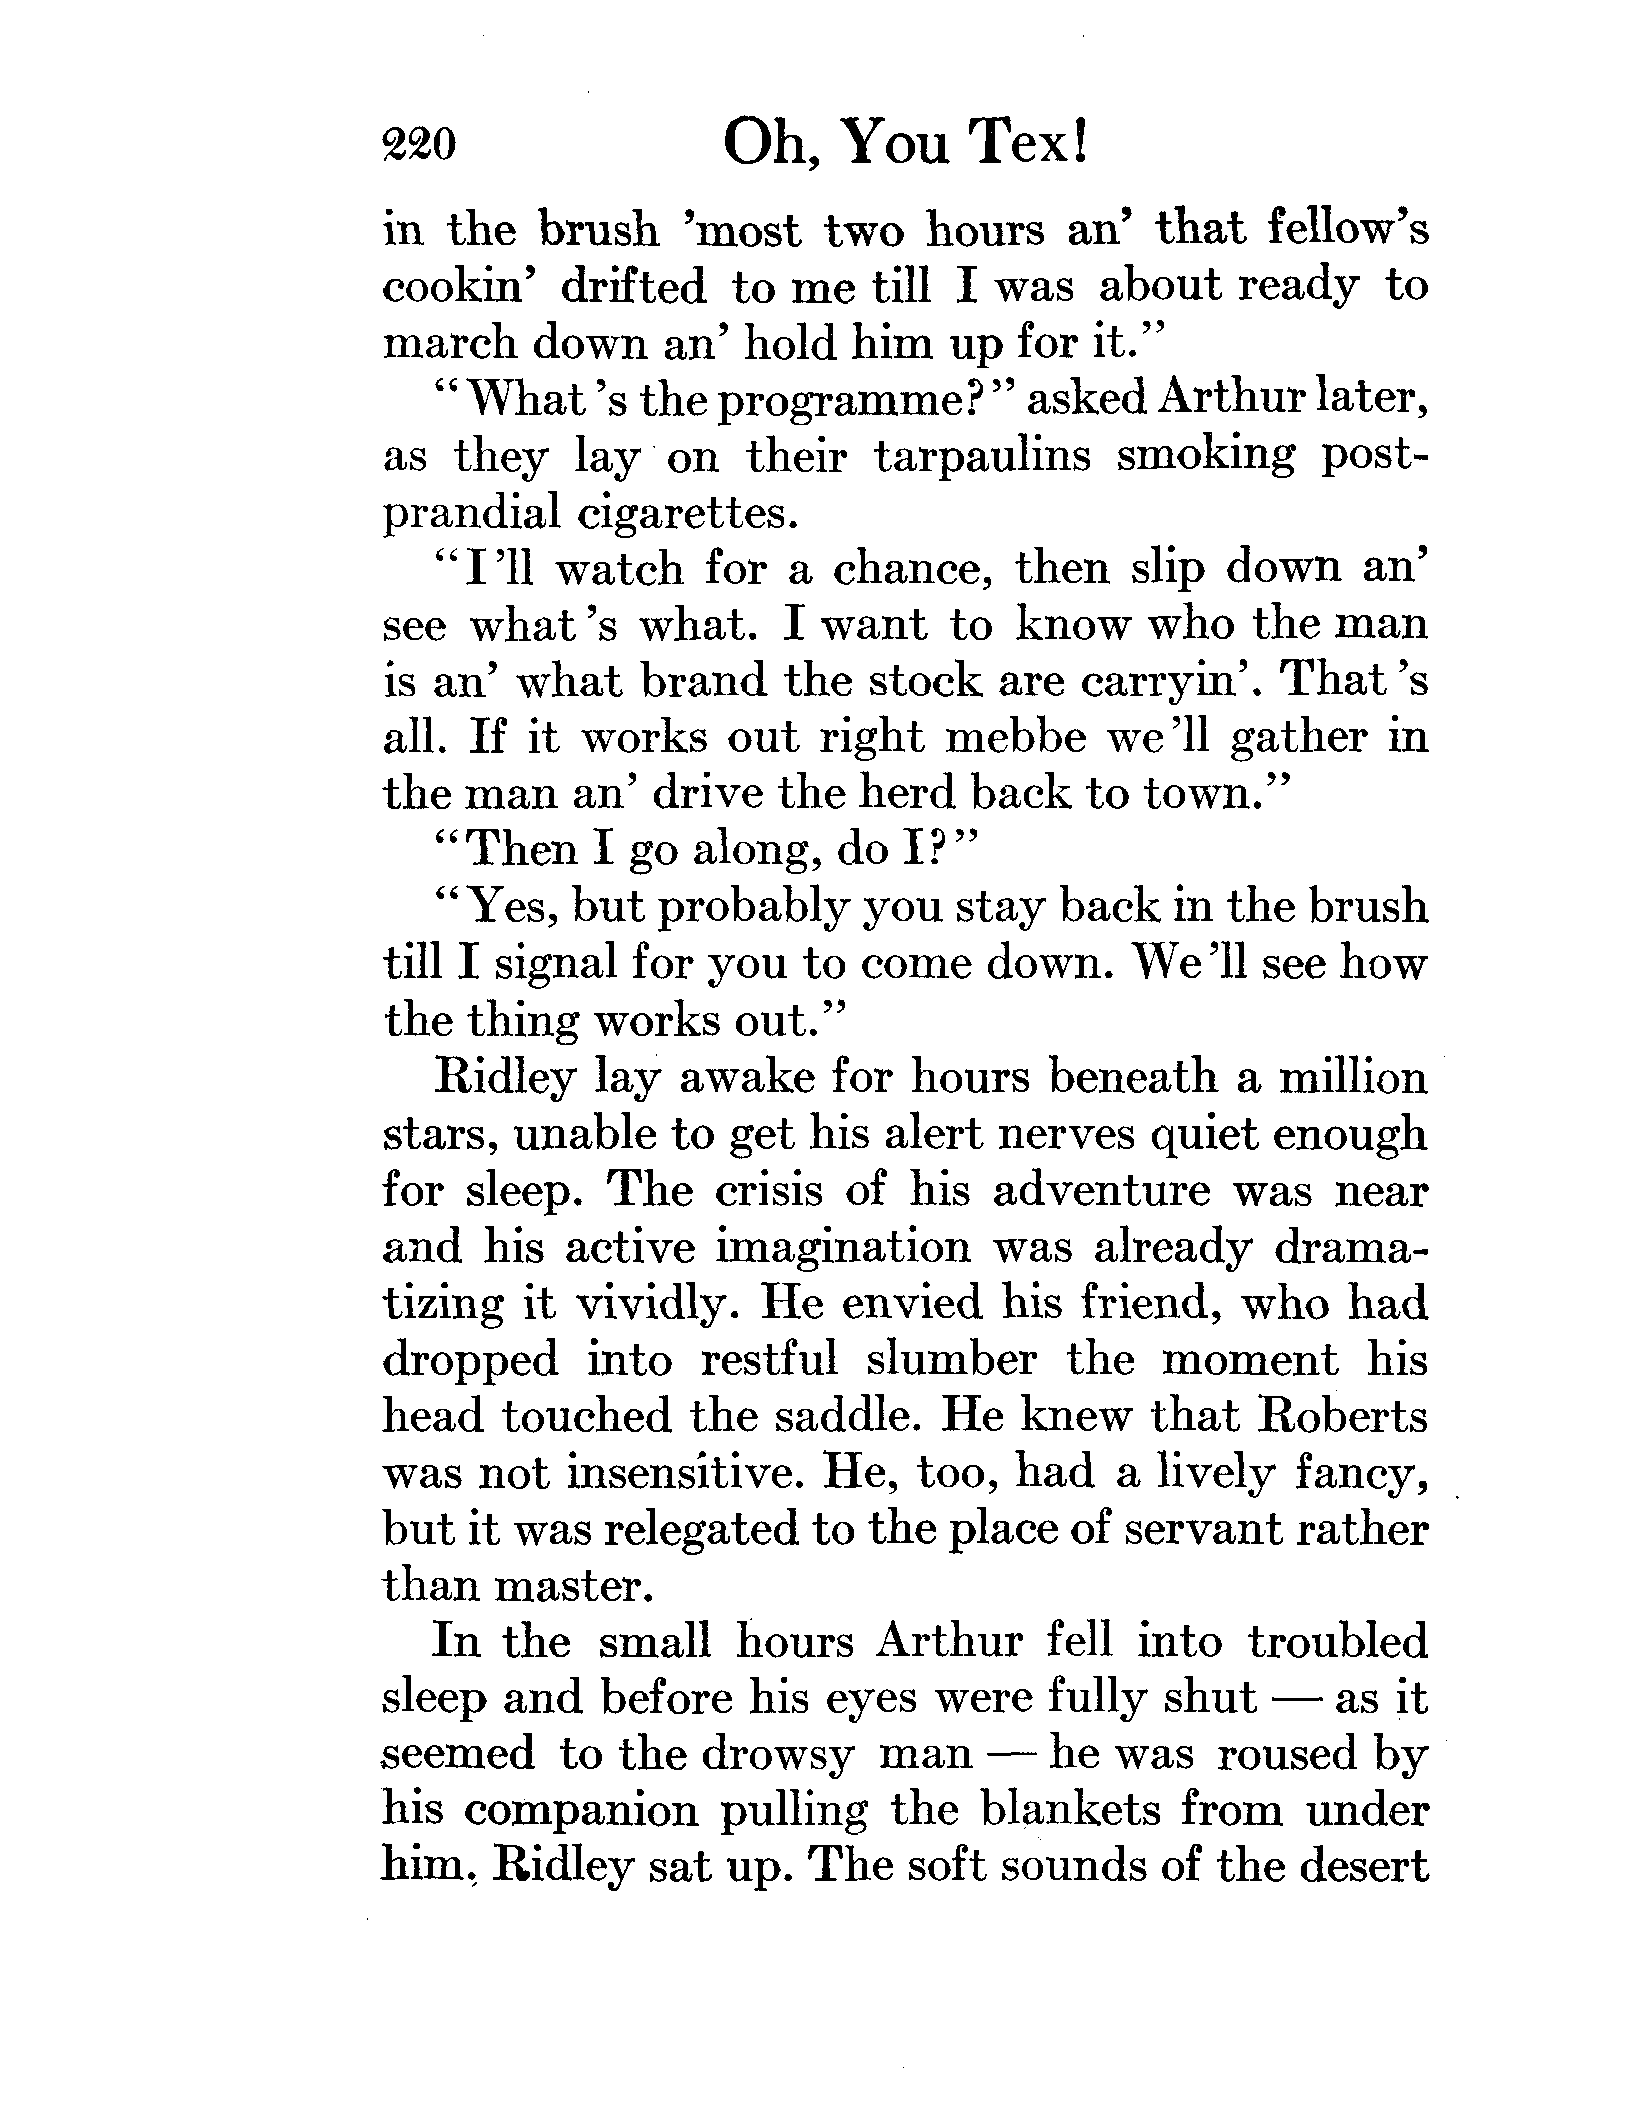 220 Oh, You Tex!
in the brush 'most two hours an' that fellow's
cookin' drifted to me till I was about ready to
march down an' hold him up for it."
"What 's the programme?" asked Arthur later,
as they lay on their tarpaulins smoking post-
prandial cigarettes.
"I 'll watch for a chance, then slip down an'
see what 's what. I want to know who the man
is an' what brand the stock are carryin'. That 's
all. If it works out right mebbe we 'll gather in
the man an' drive the herd back to town."
"Then I go along, do I?"
"Yes, but probably you stay back in the brush
till I signal for you to come down. We 'll see how
the thing works out."
Ridley lay awake for hours beneath a million
stars, unable to get his alert nerves quiet enough
for sleep. The crisis of his adventure was near
and his active imagination was already drama-
tizing it vividly. He envied his friend, who had
dropped into restful slumber the moment his
head touched the saddle. He knew that Roberts
was not insensitive. He, too, had a lively fancy,
but it was relegated to the place of servant rather
than master.
In the small hours Arthur fell into troubled
sleep and before his eyes were fully shut — as it
seemed to the drowsy man — he was roused by
his companion pulling the blankets from under
him. Ridley sat up. The soft sounds of the desert